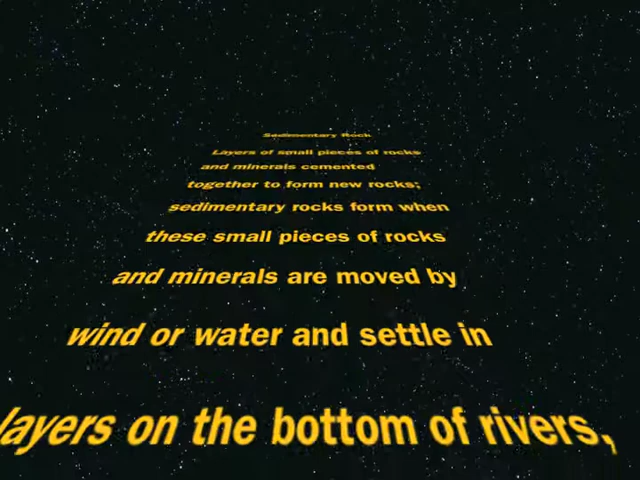 Sedimentary Rock
Layers of small pieces of rocks
and minerals cemented
together to form new rocks;
sedimentary rocks form when
these small pieces of rocks
and minerals are moved by
wind or water and settle in
layers on the bottom of rivers,